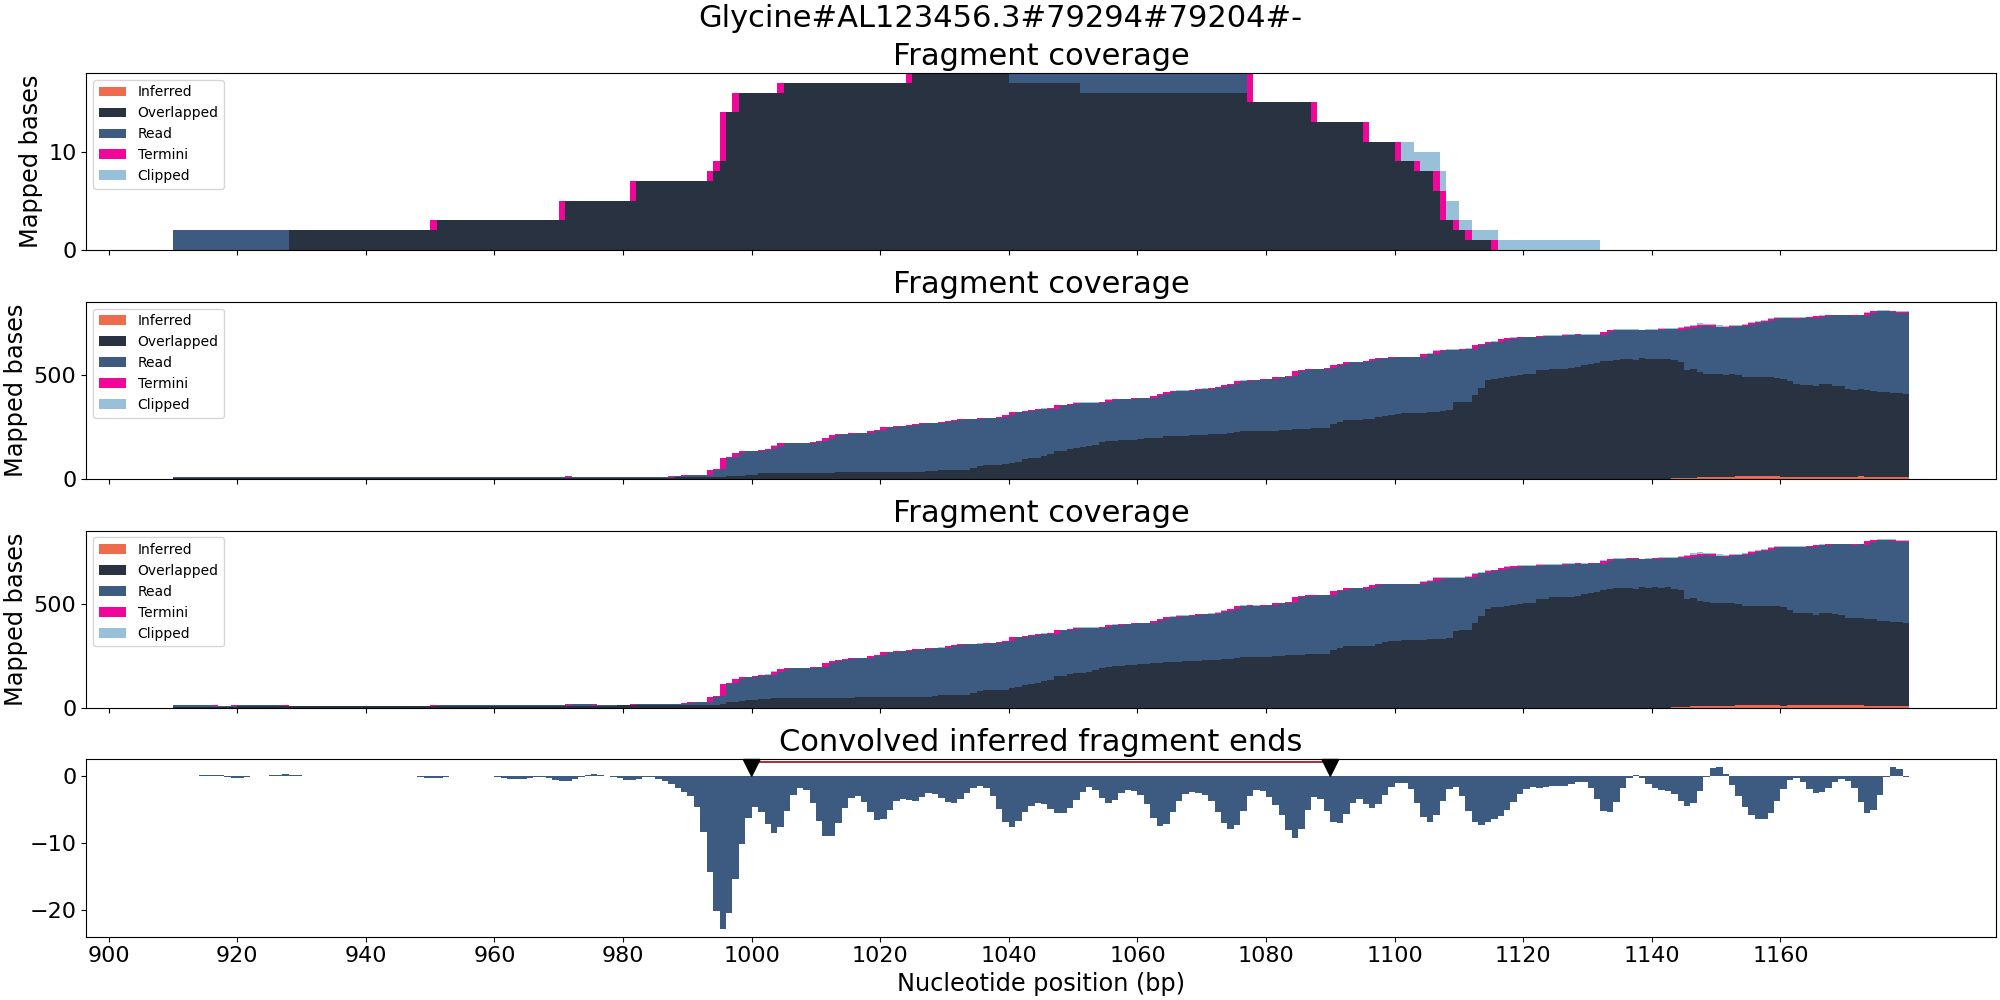 Glycine#AL123456.3#79294#79204#-
Fragment coverage
Mapped bases
10
0
Inferred
Overlapped
Read
Termini
Clipped
Fragment coverage
Mapped bases
500
0
Inferred
Overlapped
Read
Termini
Clipped
Fragment coverage
Mapped bases
500
0
Inferred
Overlapped
Read
Termini
Clipped
Convolved inferred fragment ends
0
−10
−20
900 920 940 960 980 1000 1020 1040 1060 1080 1100 1120 1140 1160
Nucleotide position (bp)